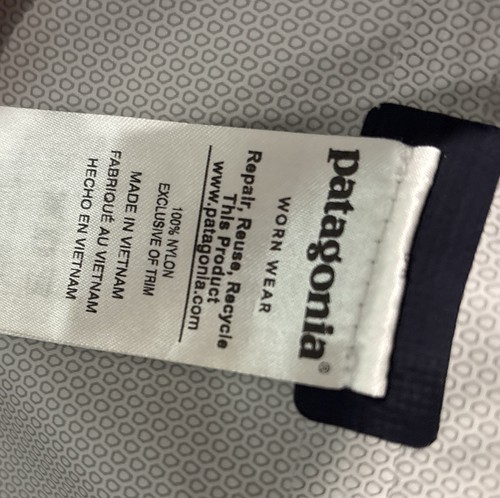 patagonia®
WORN WEAR
Repair, Reuse, Recycle
This Product
www.patagonia.com
100% NYLON
EXCLUSIVE OF TRIM
MADE IN VIETNAM
FABRIQUÉ AU VIETNAM
HECHO EN VIETNAM